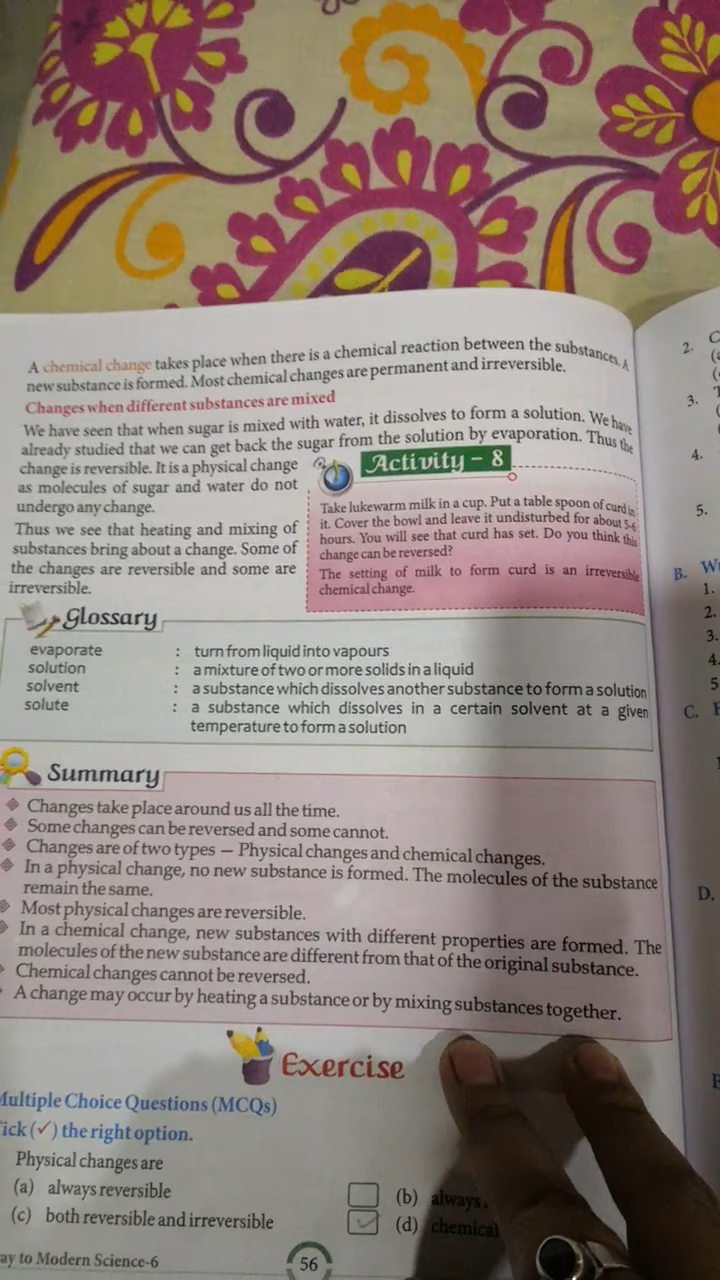 A chemical change takes place when there is a chemical reaction between the substances. A
new substance is formed. Most chemical changes are permanent and irreversible.
Changes when different substances are mixed
We have seen that when sugar is mixed with water, it dissolves to form a solution. We have
already studied that we can get back the sugar from the solution by evaporation. Thus the
change is reversible. It is a physical change
as molecules of sugar and water do not
undergo any change.
Thus we see that heating and mixing of
substances bring about a change. Some of
the changes are reversible and some are
irreversible.
Activity – 8
Take lukewarm milk in a cup. Put a table spoon of curd in
it. Cover the bowl and leave it undisturbed for about 5-6
hours. You will see that curd has set. Do you think this
change can be reversed?
The setting of milk to form curd is an irreversible
chemical change.
Glossary
evaporate : turn from liquid into vapours
solution : a mixture of two or more solids in a liquid
solvent : a substance which dissolves another substance to form a solution
solute : a substance which dissolves in a certain solvent at a given
temperature to form a solution
Summary
Changes take place around us all the time.
Some changes can be reversed and some cannot.
Changes are of two types — Physical changes and chemical changes.
In a physical change, no new substance is formed. The molecules of the substance
remain the same.
Most physical changes are reversible.
In a chemical change, new substances with different properties are formed. The
molecules of the new substance are different from that of the original substance.
Chemical changes cannot be reversed.
A change may occur by heating a substance or by mixing substances together.
Exercise
Multiple Choice Questions (MCQs)
ick (✓) the right option.
Physical changes are
(a) always reversible
(b) always
(c) both reversible and irreversible
(d) chemical
ay to Modern Science-6
56
2.
3.
4.
5.
B.
1.
2.
3.
4.
5
C.
D.